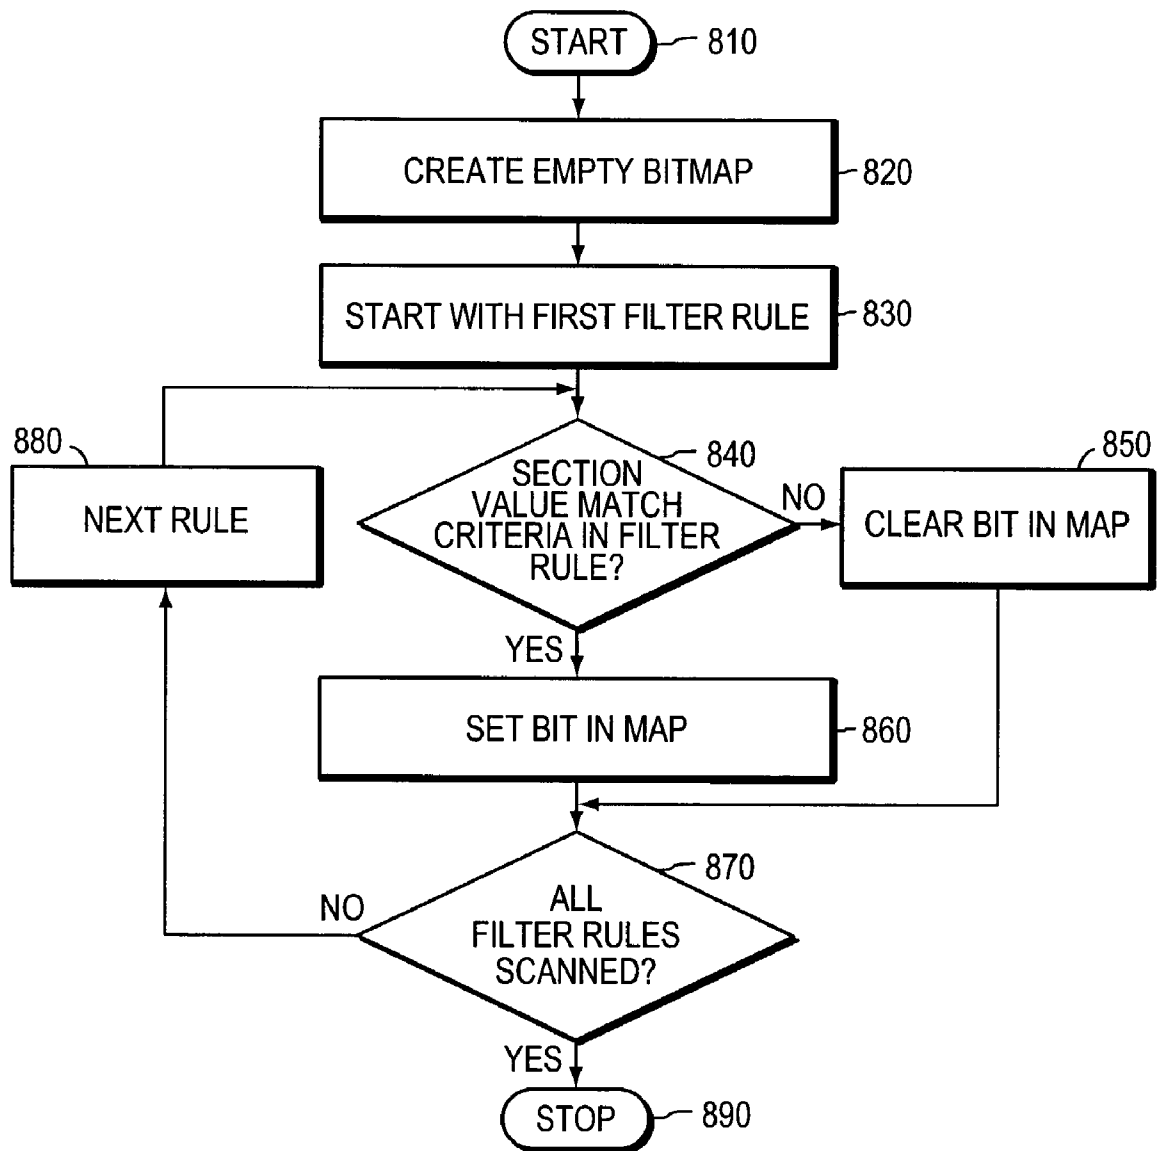 START
810
CREATE EMPTY BITMAP
820
START WITH FIRST FILTER RULE
830
880
NEXT RULE
840
SECTION
VALUE MATCH
CRITERIA IN FILTER
RULE?
NO
850
CLEAR BIT IN MAP
YES
SET BIT IN MAP
860
870
ALL
FILTER RULES
SCANNED?
NO
YES
STOP
890